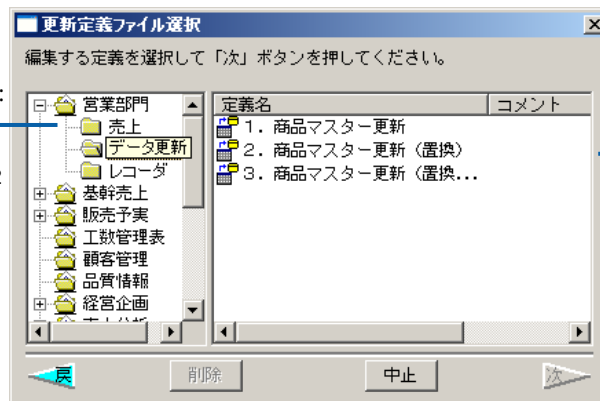 更新定義ファイル選択
編集する定義を選択して「次」ボタンを押してください。
営業部門
売上
データ更新
レコーダ
基幹売上
販売予実
工数管理表
顧客管理
品質情報
経営企画
定義名 コメント
1．商品マスター更新
2．商品マスター更新（置換）
3．商品マスター更新（置換...
戻 削除 中止 次